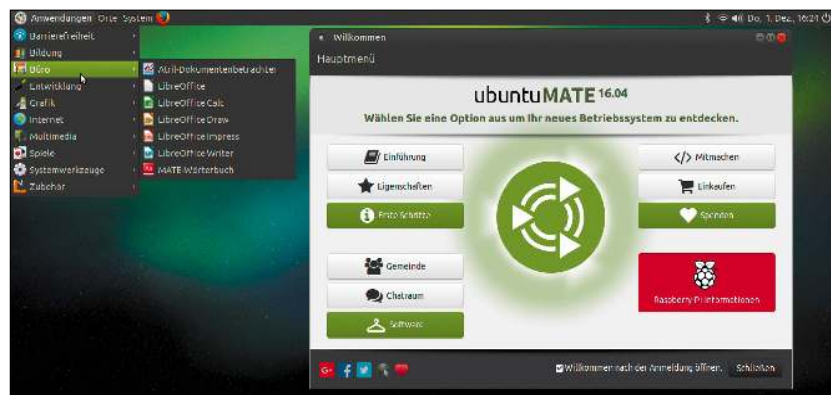 Anwendungen Orte System
Do, 1. Dez., 16:24
Barrierefreiheit
Bildung
Büro
Entwicklung
Grafik
Internet
Multimedia
Spiele
Systemwerkzeuge
Zubehör
Atril-Dokumentenbetrachter
LibreOffice
LibreOffice Calc
LibreOffice Draw
LibreOffice Impress
LibreOffice Writer
MATE-Wörterbuch
Willkommen
Hauptmenü
ubuntu MATE 16.04
Wählen Sie eine Option aus um Ihr neues Betriebssystem zu entdecken.
Einführung
Eigenschaften
Erste Schritte
Gemeinde
Chatraum
Software
</> Mitmachen
Einkaufen
Spenden
Raspberry-Pi-Informationen
G+
Willkommen nach der Anmeldung öffnen.
Schließen